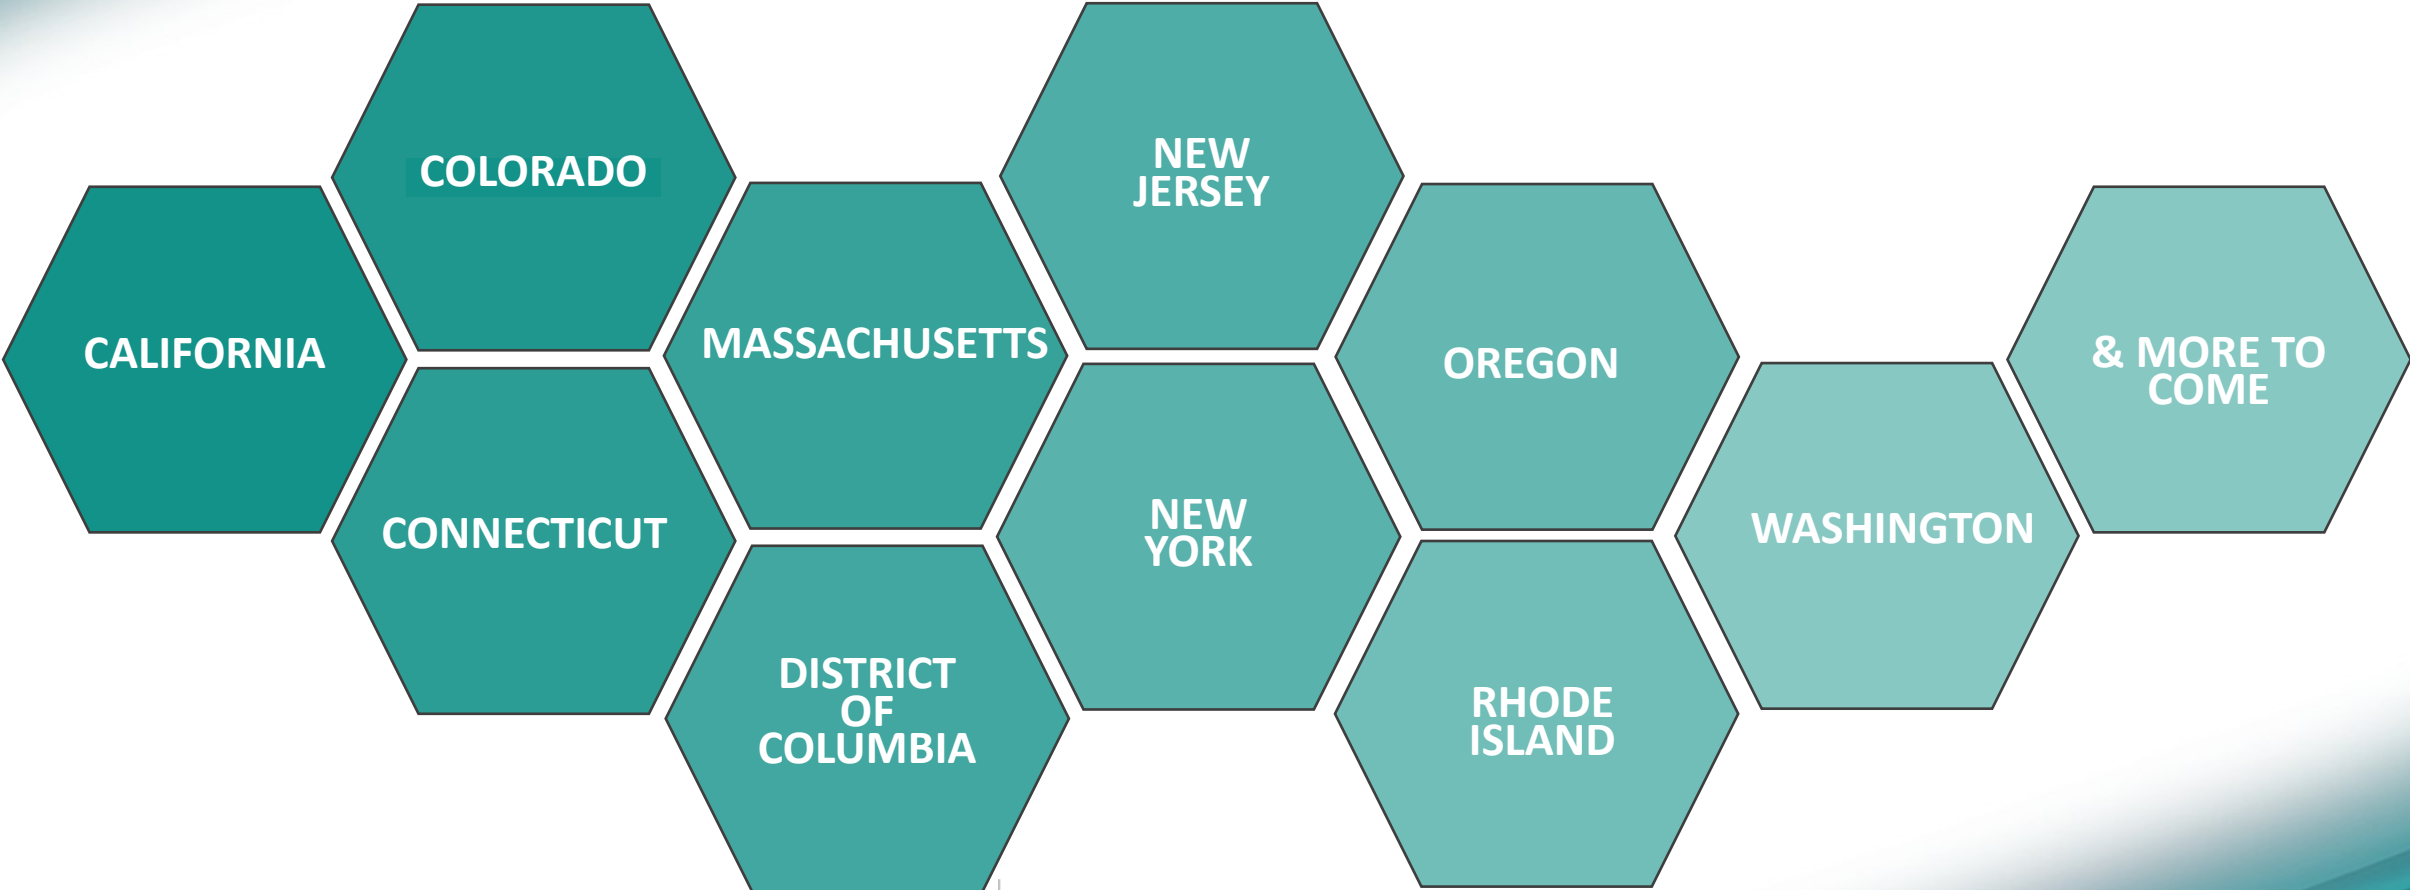 CALIFORNIA
COLORADO
CONNECTICUT
MASSACHUSETTS
DISTRICT
OF
COLUMBIA
NEW
JERSEY
NEW
YORK
OREGON
RHODE
ISLAND
WASHINGTON
& MORE TO
COME